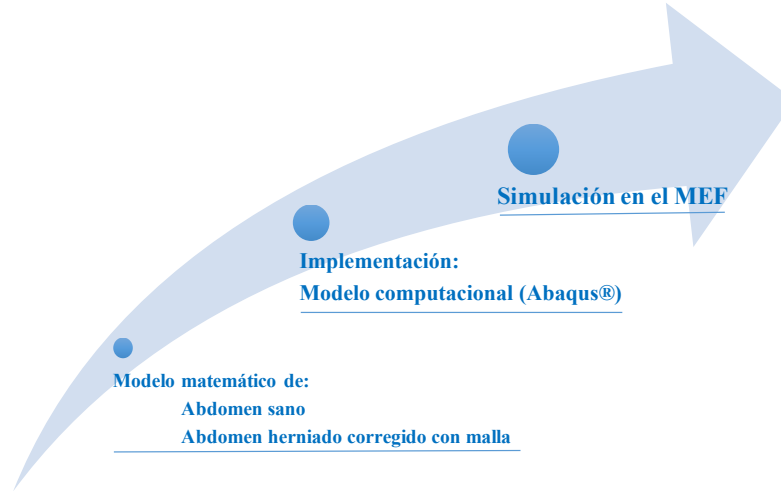 Simulación en el MEF
Implementación:
Modelo computacional (Abaqus®)
Modelo matemático de:
Abdomen sano
Abdomen herniado corregido con malla